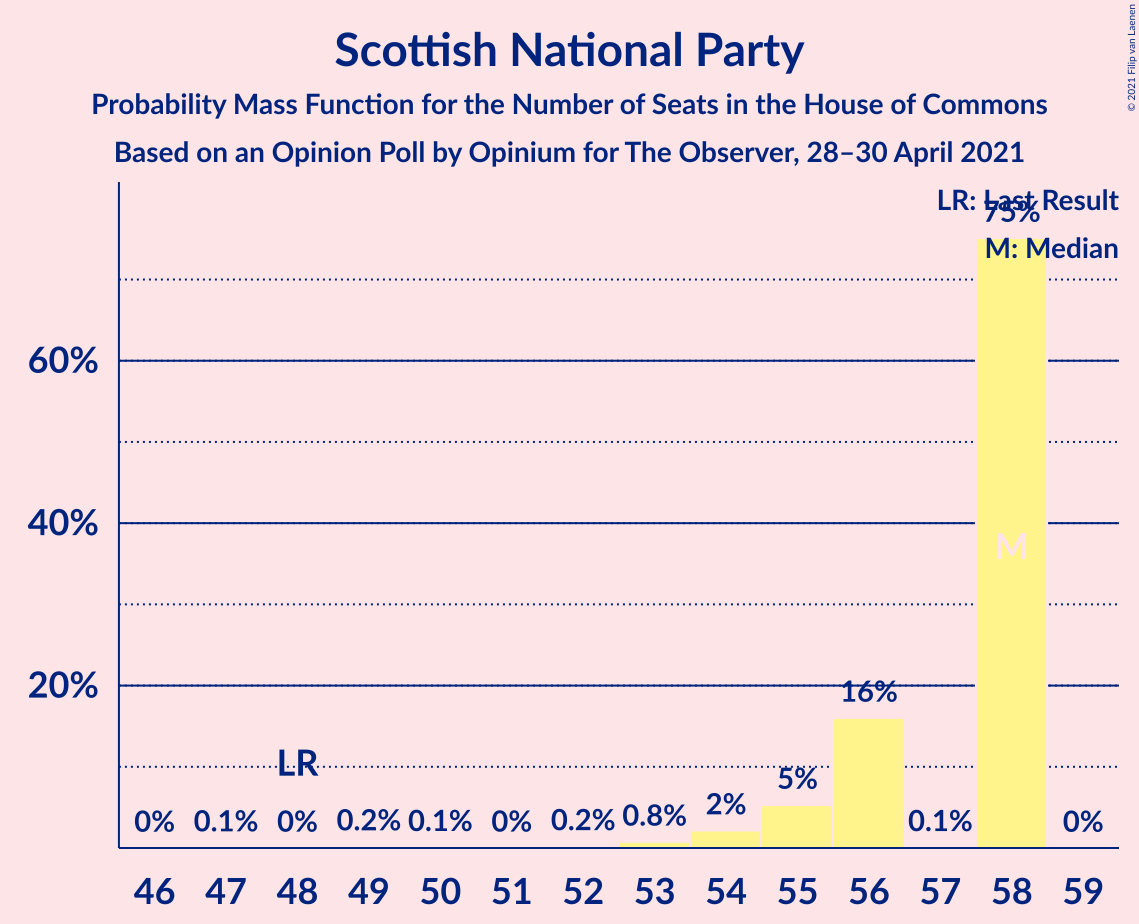 Scottish National Party
Probability Mass Function for the Number of Seats in the House of Commons
Based on an Opinion Poll by Opinium for The Observer, 28–30 April 2021
© 2021 Filip van Laenen
LR: Last Result
75%
M: Median
60%
40%
M
20%
16%
LR
5%
0% 0.1% 0% 0.2% 0.1% 0% 0.2% 0.8% 2% 0.1% 0%
46 47 48 49 50 51 52 53 54 55 56 57 58 59